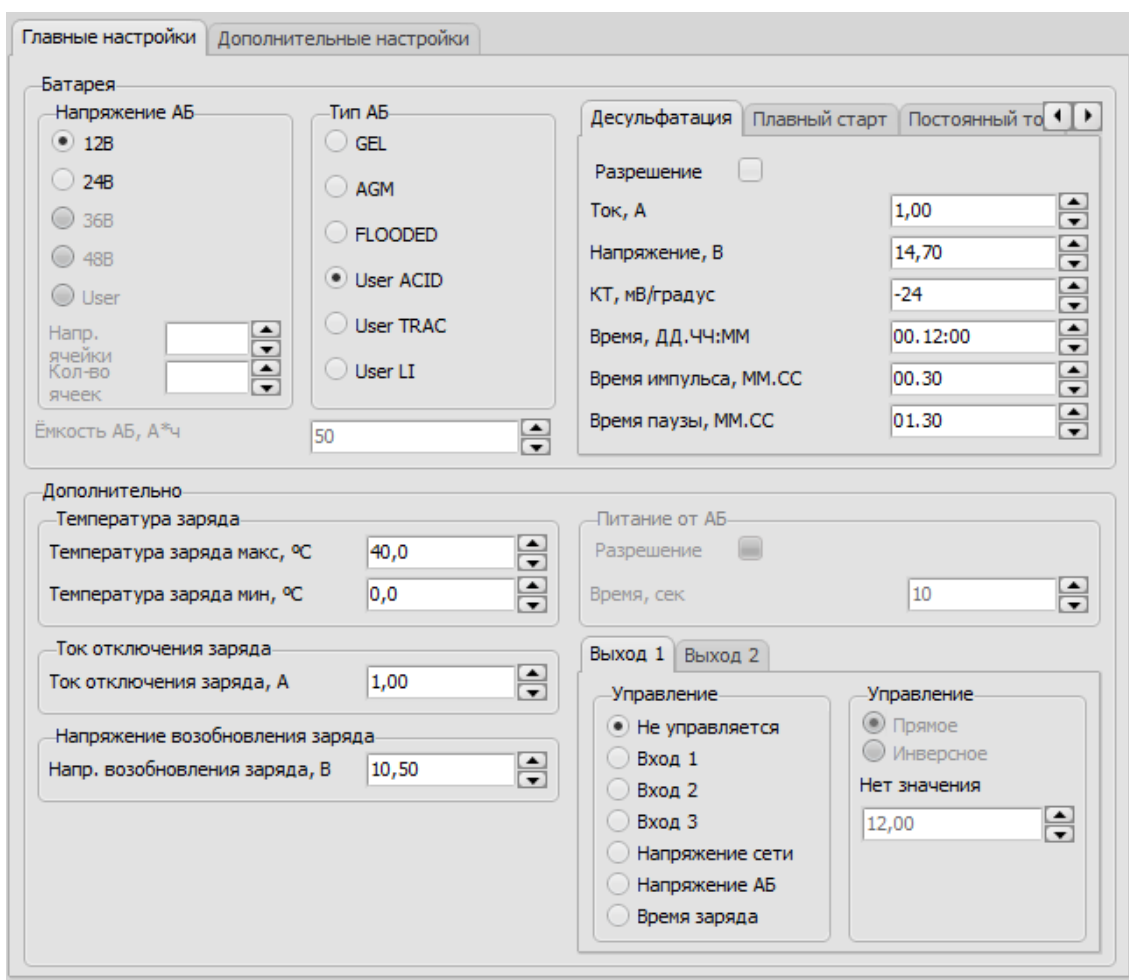 Главные настройки
Дополнительные настройки
Батарея
Напряжение АБ
12В
24В
36В
48В
User
Напр.
ячейки
Кол-во
ячеек
Тип АБ
GEL
AGM
FLOODED
User ACID
User TRAC
User LI
Ёмкость АБ, А*ч
50
Десульфатация
Плавный старт
Постоянный то
Разрешение
Ток, А
1,00
Напряжение, В
14,70
КТ, мВ/градус
-24
Время, ДД.ЧЧ:ММ
00.12:00
Время импульса, ММ.СС
00.30
Время паузы, ММ.СС
01.30
Дополнительно
Температура заряда
Температура заряда макс, ºС
40,0
Температура заряда мин, ºС
0,0
Ток отключения заряда
Ток отключения заряда, А
1,00
Напряжение возобновления заряда
Напр. возобновления заряда, В
10,50
Питание от АБ
Разрешение
Время, сек
10
Выход 1
Выход 2
Управление
Не управляется
Вход 1
Вход 2
Вход 3
Напряжение сети
Напряжение АБ
Время заряда
Управление
Прямое
Инверсное
Нет значения
12,00